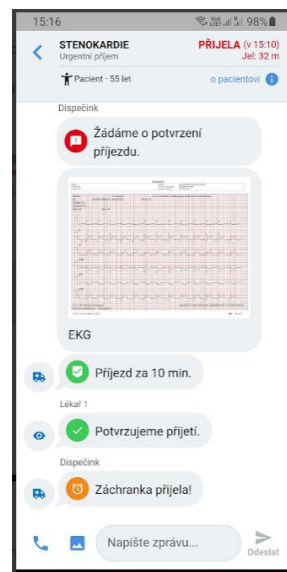 15:16
98%
STENOKARDIE
PŘIJELA (v 15:10)
Urgentní příjem
Jel: 32 m
Pacient - 55 let
o pacientovi
Dispečink
Žádáme o potvrzení
příjezdu.
EKG
Příjezd za 10 min.
Lékař 1
Potvrzujeme přijetí.
Dispečink
Záchranka přijela!
Napište zprávu...
Odeslat